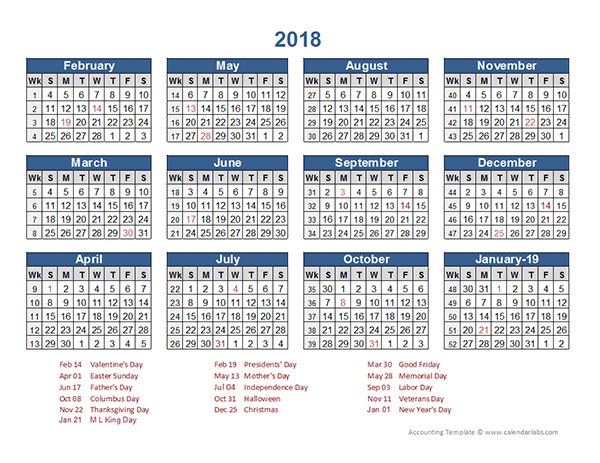 2018
February
Wk S M T W T F S
1 4 5 6 7 8 9 10
2 11 12 13 14 15 16 17
3 18 19 20 21 22 23 24
4 25 26 27 28 1 2 3
May
Wk S M T W T F S
14 6 7 8 9 10 11 12
15 13 14 15 16 17 18 19
16 20 21 22 23 24 25 26
17 27 28 29 30 31 1 2
August
Wk S M T W T F S
27 5 6 7 8 9 10 11
28 12 13 14 15 16 17 18
29 19 20 21 22 23 24 25
30 26 27 28 29 30 31 1
November
Wk S M T W T F S
40 4 5 6 7 8 9 10
41 11 12 13 14 15 16 17
42 18 19 20 21 22 23 24
43 25 26 27 28 29 30 1
March
Wk S M T W T F S
5 4 5 6 7 8 9 10
6 11 12 13 14 15 16 17
7 18 19 20 21 22 23 24
8 25 26 27 28 29 30 31
June
Wk S M T W T F S
18 3 4 5 6 7 8 9
19 10 11 12 13 14 15 16
20 17 18 19 20 21 22 23
21 24 25 26 27 28 29 30
September
Wk S M T W T F S
31 2 3 4 5 6 7 8
32 9 10 11 12 13 14 15
33 16 17 18 19 20 21 22
34 23 24 25 26 27 28 29
December
Wk S M T W T F S
44 2 3 4 5 6 7 8
45 9 10 11 12 13 14 15
46 16 17 18 19 20 21 22
47 23 24 25 26 27 28 29
April
Wk S M T W T F S
9 1 2 3 4 5 6 7
10 8 9 10 11 12 13 14
11 15 16 17 18 19 20 21
12 22 23 24 25 26 27 28
13 29 30 1 2 3 4 5
July
Wk S M T W T F S
22 1 2 3 4 5 6 7
23 8 9 10 11 12 13 14
24 15 16 17 18 19 20 21
25 22 23 24 25 26 27 28
26 29 30 31 1 2 3 4
October
Wk S M T W T F S
35 30 1 2 3 4 5 6
36 7 8 9 10 11 12 13
37 14 15 16 17 18 19 20
38 21 22 23 24 25 26 27
39 28 29 30 31 1 2 3
January-19
Wk S M T W T F S
48 30 31 1 2 3 4 5
49 6 7 8 9 10 11 12
50 13 14 15 16 17 18 19
51 20 21 22 23 24 25 26
52 27 28 29 30 31 1 2
Feb 14 Valentine's Day
Feb 19 Presidents' Day
Mar 30 Good Friday
Apr 01 Easter Sunday
May 13 Mother's Day
May 28 Memorial Day
Jun 17 Father's Day
Jul 04 Independence Day
Sep 03 Labor Day
Oct 08 Columbus Day
Oct 31 Halloween
Nov 11 Veterans Day
Nov 22 Thanksgiving Day
Dec 25 Christmas
Jan 01 New Year's Day
Jan 21 M L King Day
Accounting Template © www.calendarlabs.com